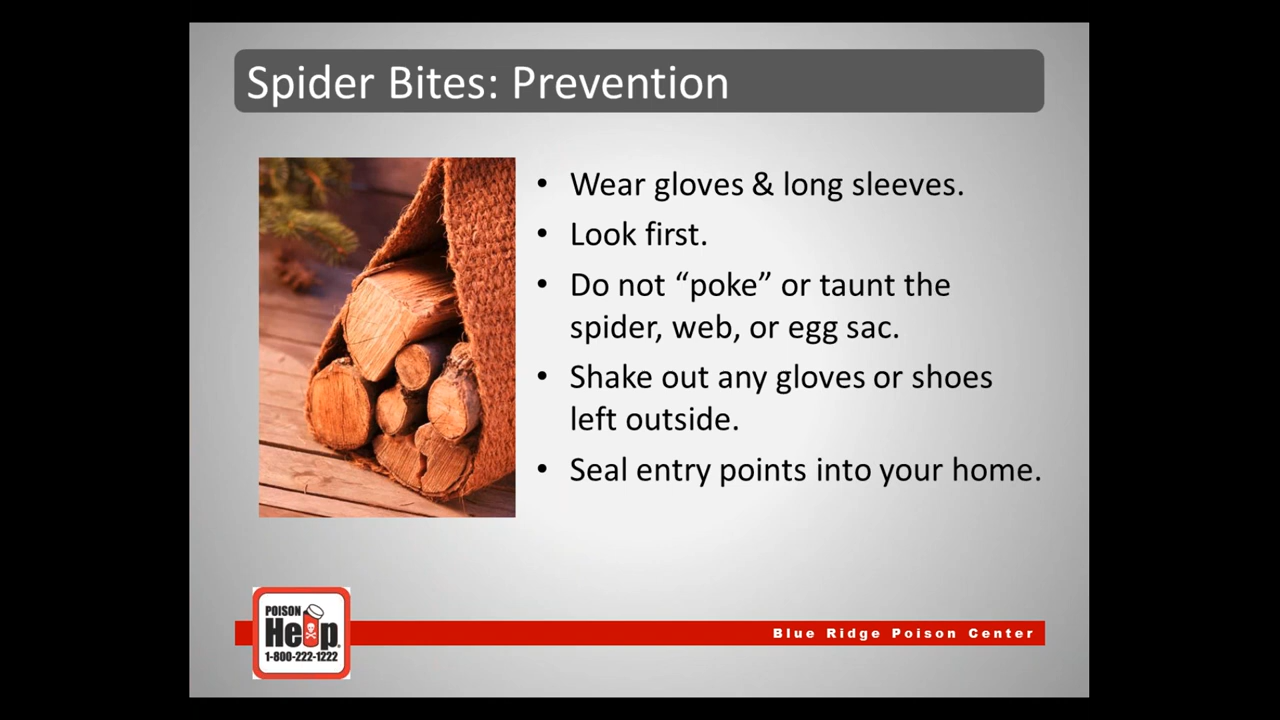 Spider Bites: Prevention
• Wear gloves & long sleeves.
• Look first.
• Do not “poke” or taunt the
spider, web, or egg sac.
• Shake out any gloves or shoes
left outside.
• Seal entry points into your home.
POISON
Help®
1-800-222-1222
Blue Ridge Poison Center